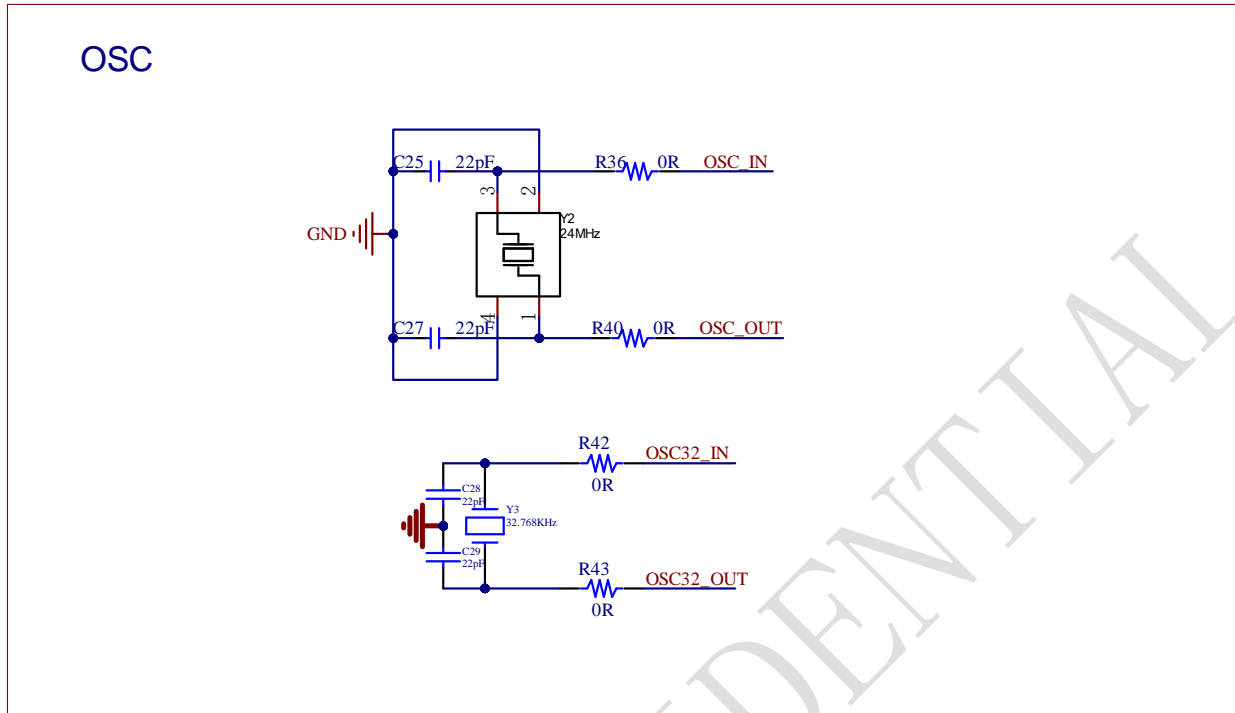 OSC
C25 22pF R36 0R OSC_IN
3 2
Y2
24MHz
GND
4 1
C27 22pF R40 0R OSC_OUT
R42 OSC32_IN
0R
C28
22pF
Y3
32.768KHz
C29
22pF
R43 OSC32_OUT
0R
DENTIAL